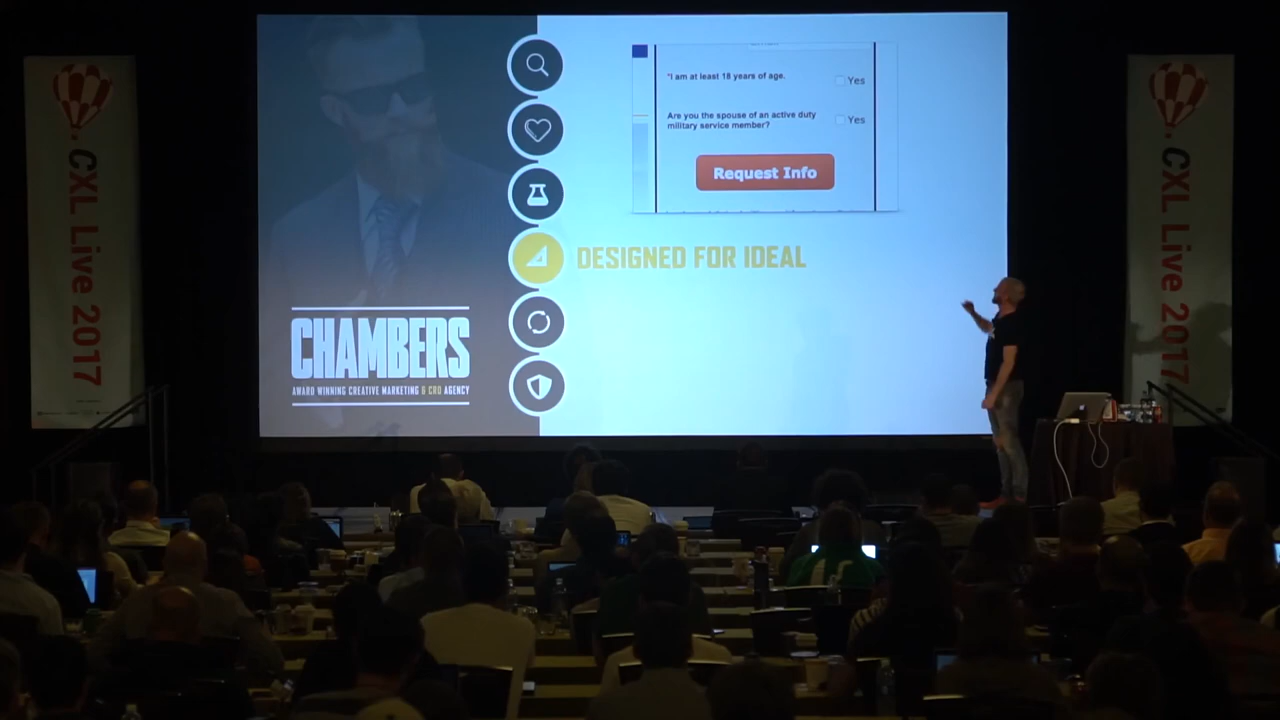 CXL Live 2017
*I am at least 18 years of age.
Yes
Are you the spouse of an active duty
military service member?
Yes
Request Info
DESIGNED FOR IDEAL
CHAMBERS
AWARD WINNING CREATIVE MARKETING & CRO AGENCY
CXL Live 2017